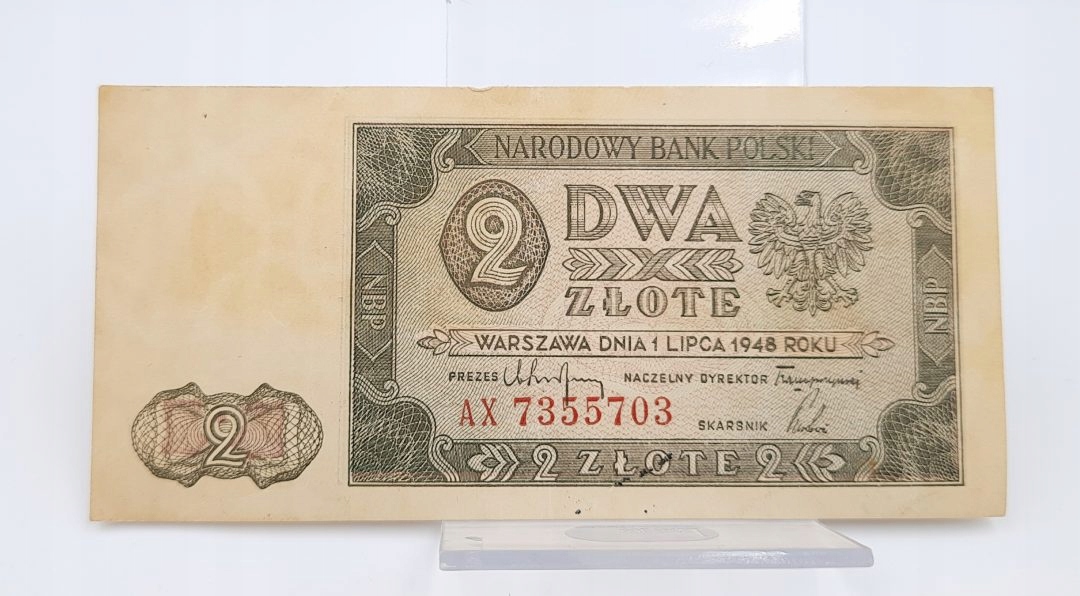 NARODOWY BANK POLSKI
2 DWA
ZŁOTE
NBP
NBP
WARSZAWA DNIA 1 LIPCA 1948 ROKU
PREZES NACZELNY DYREKTOR
AX 7355703
SKARBNIK
2 ZŁOTE 2
2